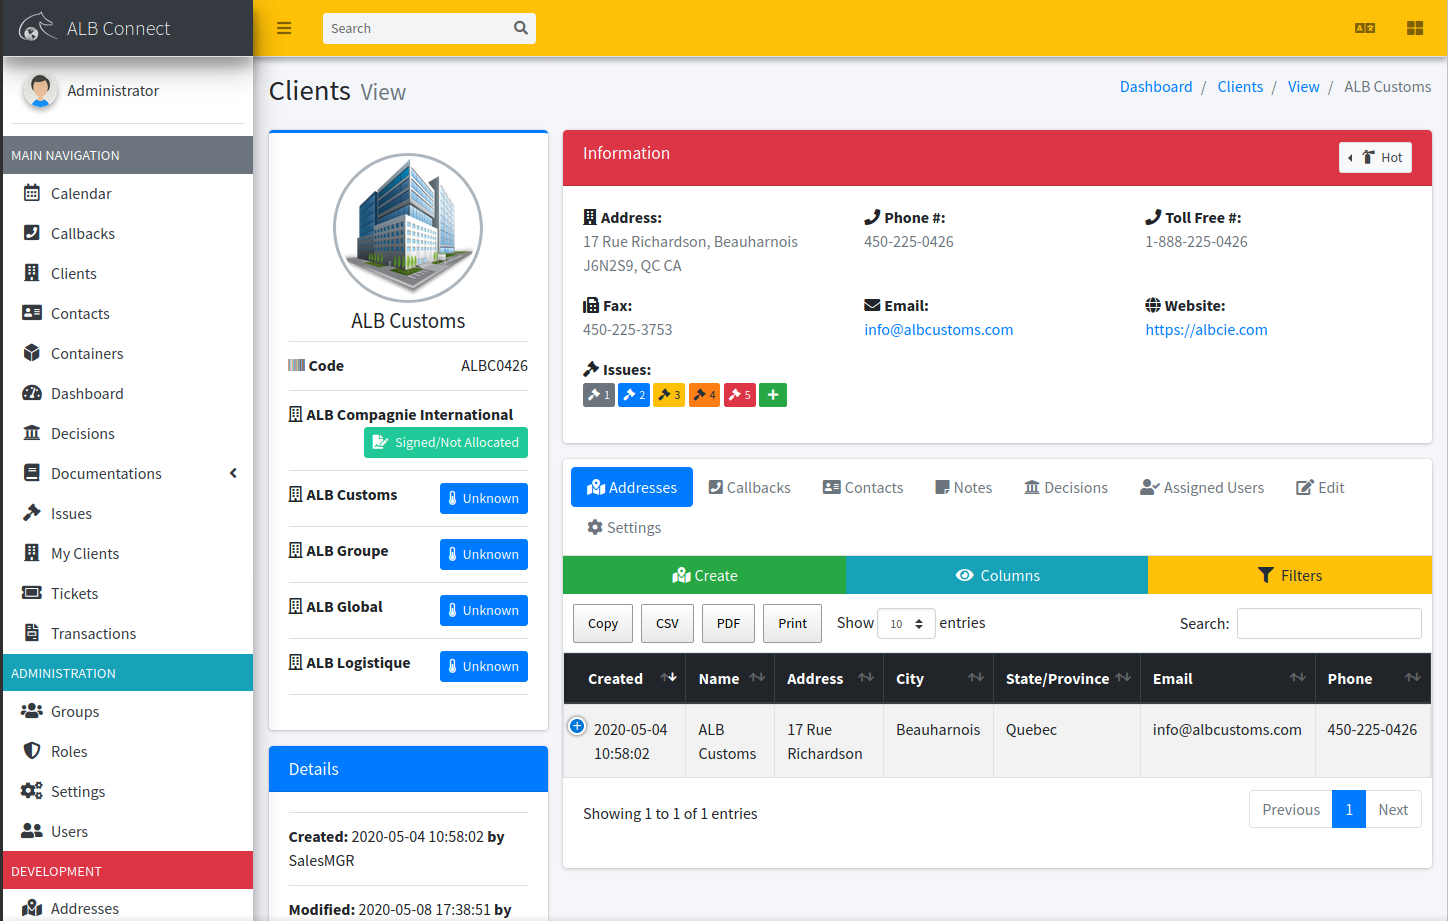 ALB Connect
Search
Administrator
MAIN NAVIGATION
Calendar
Callbacks
Clients
Contacts
Containers
Dashboard
Decisions
Documentations
Issues
My Clients
Tickets
Transactions
ADMINISTRATION
Groups
Roles
Settings
Users
DEVELOPMENT
Addresses
Clients View
Dashboard / Clients / View / ALB Customs
ALB Customs
Code ALBC0426
ALB Compagnie International
Signed/Not Allocated
ALB Customs Unknown
ALB Groupe Unknown
ALB Global Unknown
ALB Logistique Unknown
Details
Created: 2020-05-04 10:58:02 by
SalesMGR
Modified: 2020-05-08 17:38:51 by
Information Hot
Address: Phone #: Toll Free #:
17 Rue Richardson, Beauharnois 450-225-0426 1-888-225-0426
J6N2S9, QC CA
Fax: Email: Website:
450-225-3753 info@albcustoms.com https://albcie.com
Issues:
1 2 3 4 5
Addresses Callbacks Contacts Notes Decisions Assigned Users Edit
Settings
Create Columns Filters
Copy CSV PDF Print Show 10 entries Search:
Created Name Address City State/Province Email Phone
2020-05-04 ALB 17 Rue Beauharnois Quebec info@albcustoms.com 450-225-0426
10:58:02 Customs Richardson
Showing 1 to 1 of 1 entries Previous 1 Next